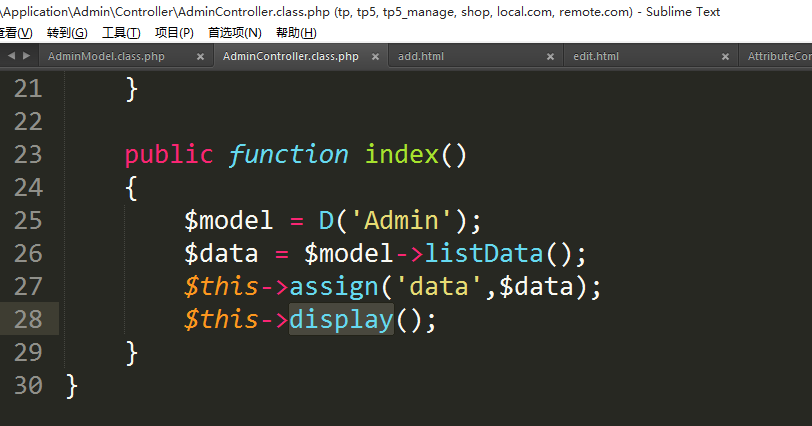 \Application\Admin\Controller\AdminController.class.php (tp, tp5, tp5_manage, shop, local.com, remote.com) - Sublime Text
查看(V) 转到(G) 工具(T) 项目(P) 首选项(N) 帮助(H)
AdminModel.class.php × AdminController.class.php × add.html × edit.html × AttributeCor
21 }
22
23 public function index()
24 {
25 $model = D('Admin');
26 $data = $model->listData();
27 $this->assign('data',$data);
28 $this->display();
29 }
30 }